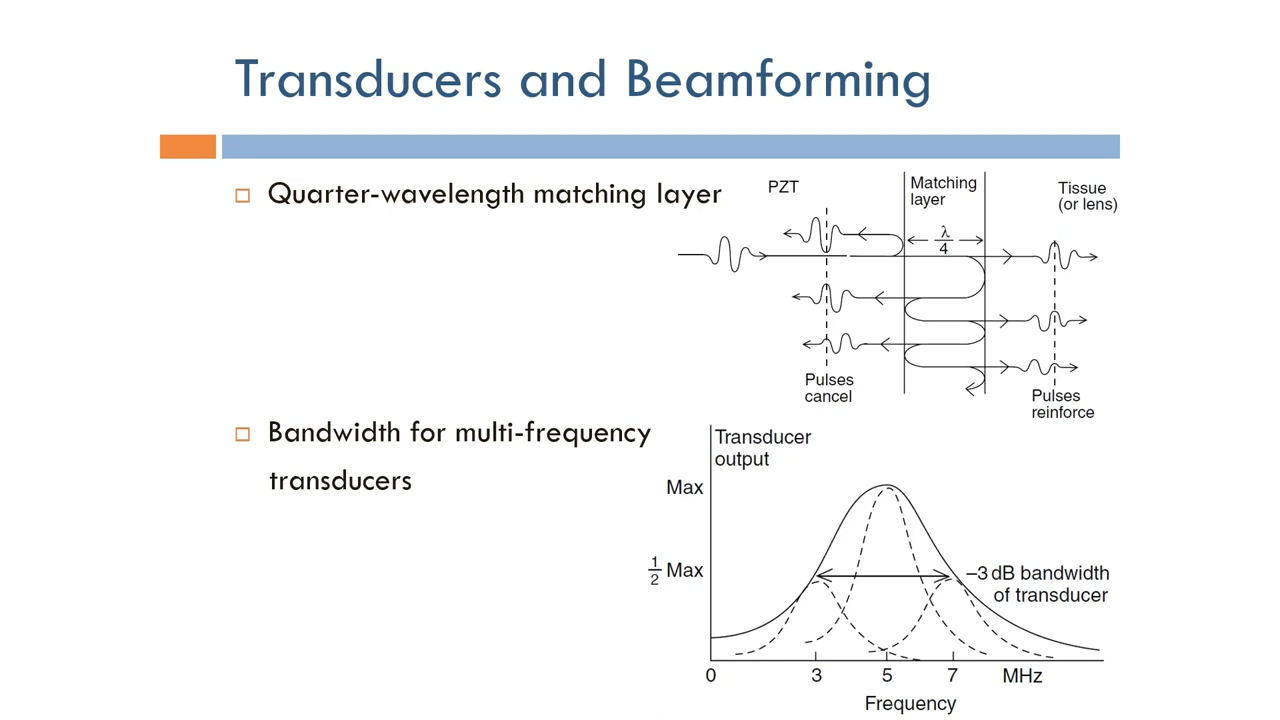 Transducers and Beamforming
Quarter-wavelength matching layer
PZT
Matching
layer
Tissue
(or lens)
λ
4
Pulses
cancel
Pulses
reinforce
Bandwidth for multi-frequency
transducers
Transducer
output
Max
1/2 Max
–3 dB bandwidth
of transducer
0 3 5 7 MHz
Frequency